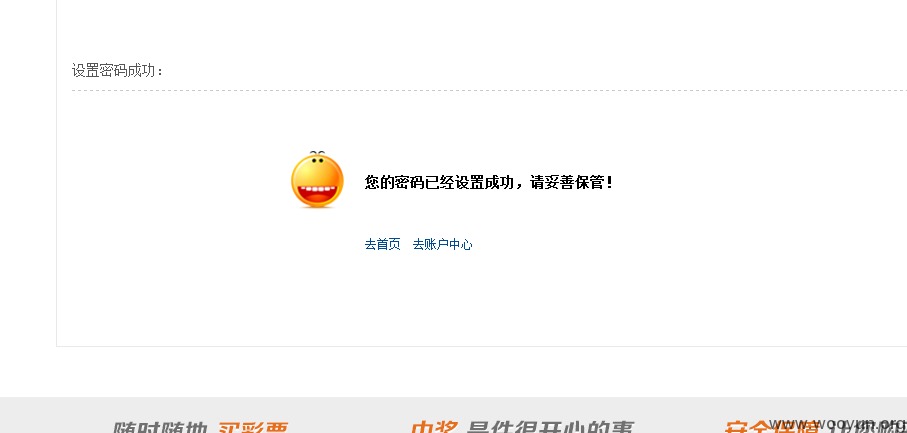 设置密码成功：
您的密码已经设置成功，请妥善保管！
去首页 去账户中心
随时随地 买彩票
中奖 是件很开心的事
安全保障
www.wooyun.org